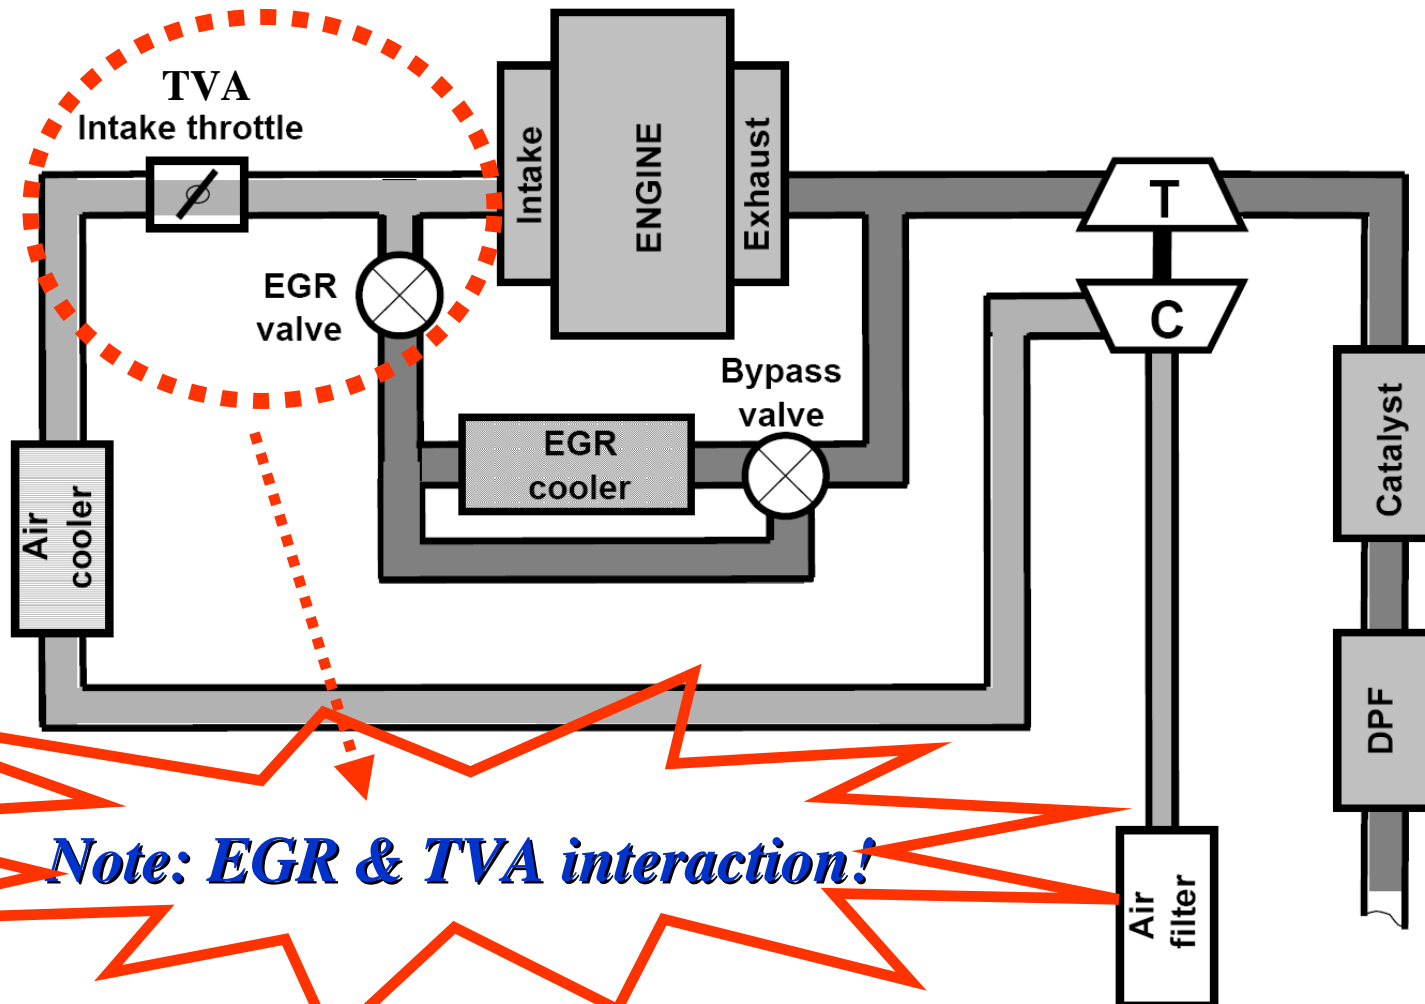 TVA
Intake throttle
Intake
ENGINE
Exhaust
T
EGR
valve
C
Bypass
valve
EGR
cooler
Catalyst
Air
cooler
DPF
Note: EGR & TVA interaction!
Air
filter